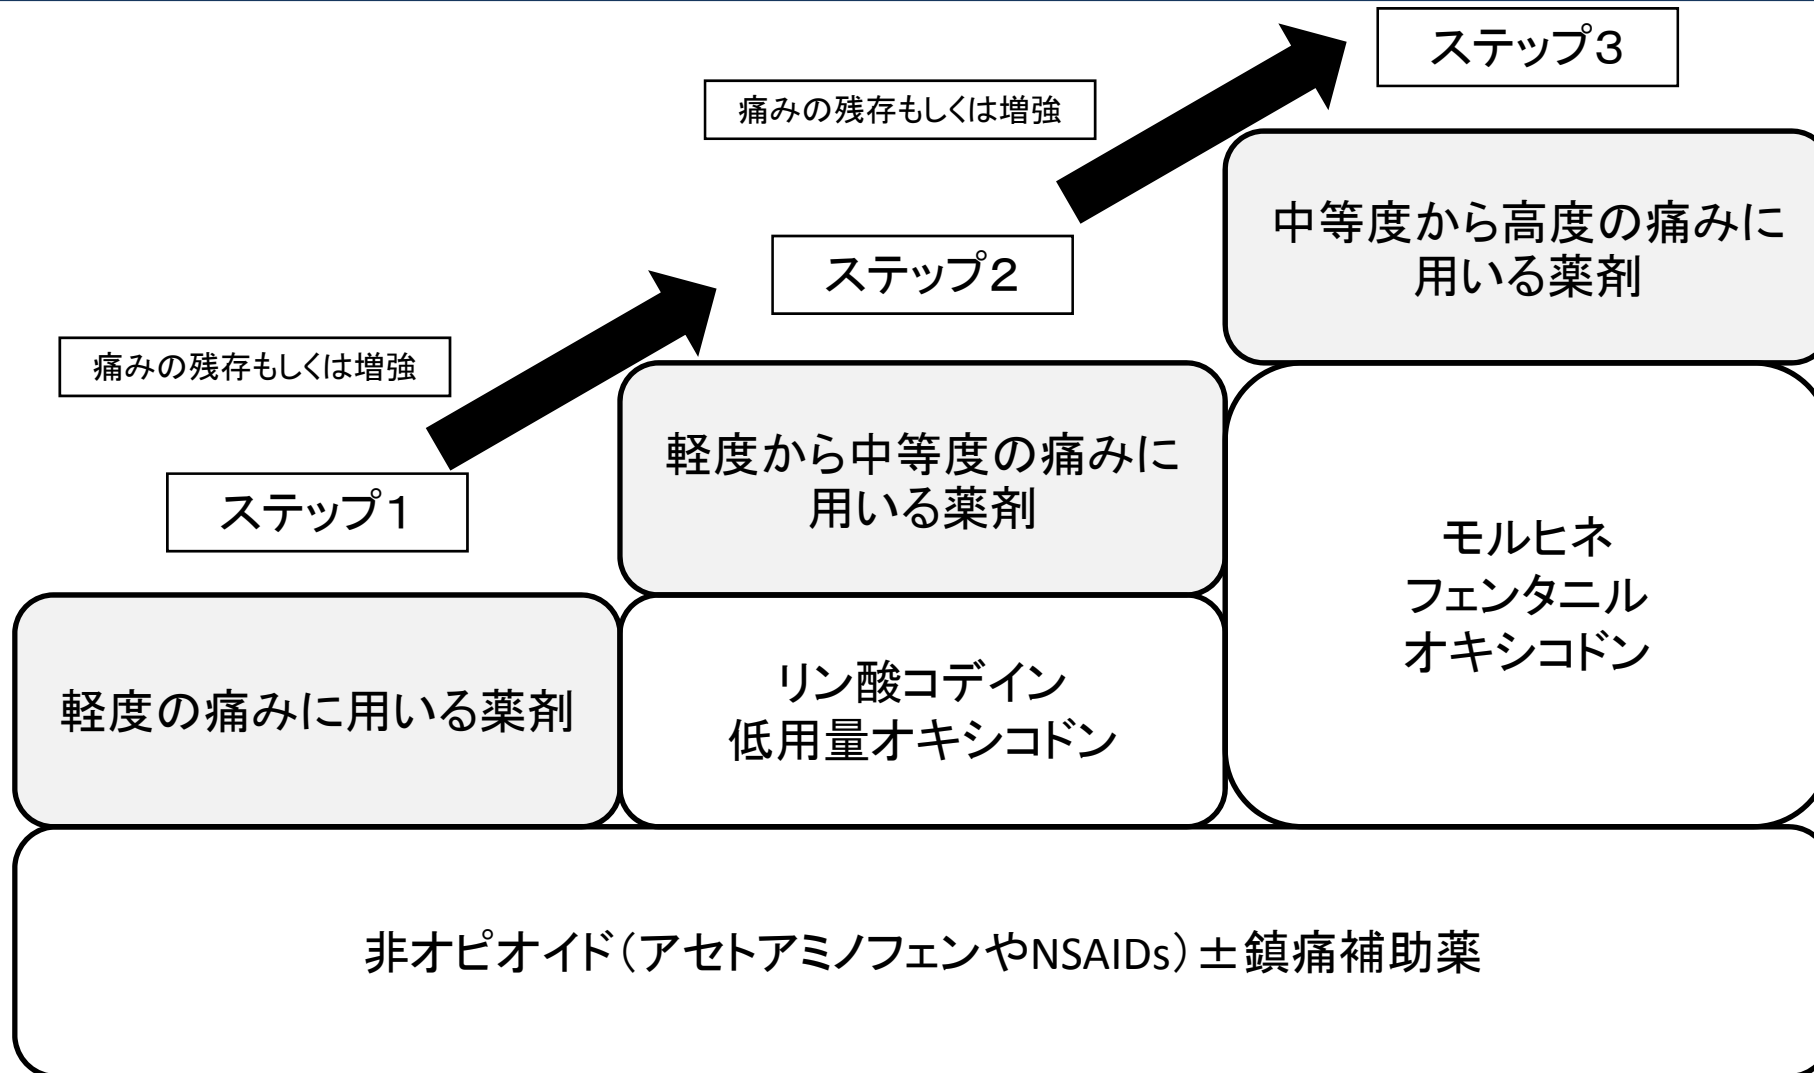 ステップ3
痛みの残存もしくは増強
中等度から高度の痛みに
用いる薬剤
ステップ2
痛みの残存もしくは増強
軽度から中等度の痛みに
用いる薬剤
ステップ1
モルヒネ
フェンタニル
オキシコドン
軽度の痛みに用いる薬剤
リン酸コデイン
低用量オキシコドン
非オピオイド（アセトアミノフェンやNSAIDs）±鎮痛補助薬